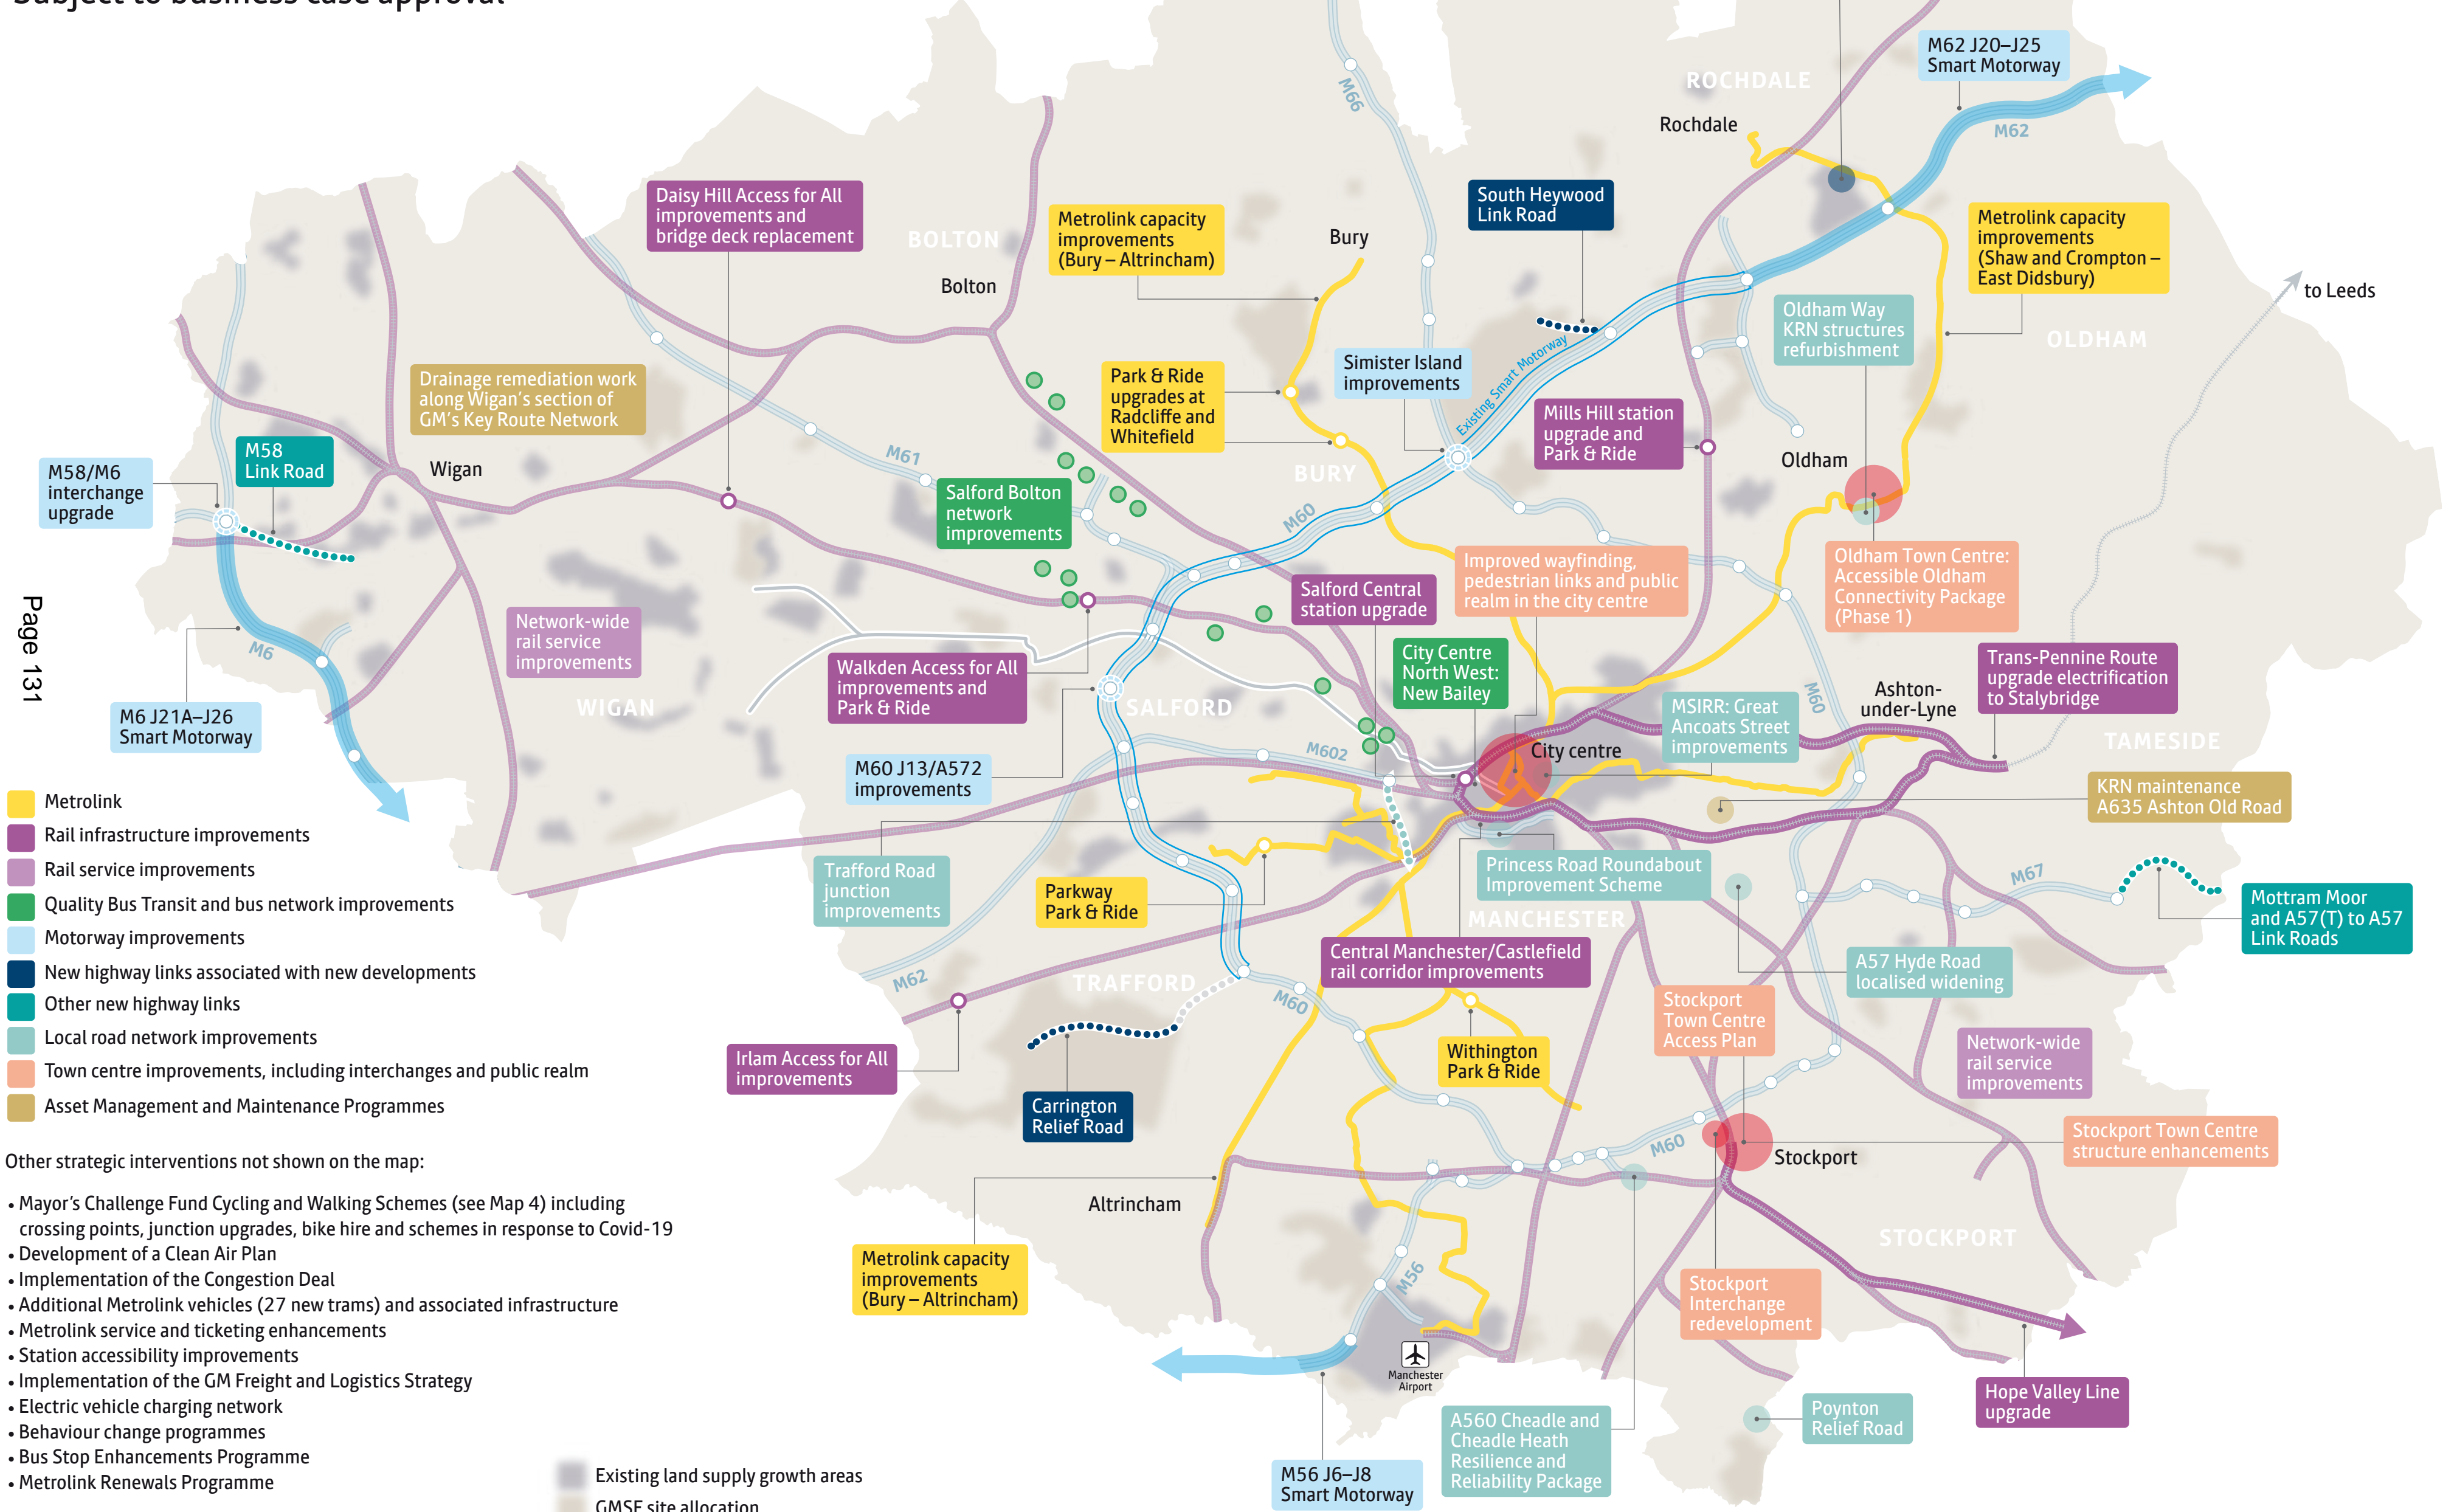 Subject to business case approval
M62 J20–J25
Smart Motorway
ROCHDALE
Rochdale
M62
M66
Daisy Hill Access for All
improvements and
bridge deck replacement
BOLTON
Bolton
Metrolink capacity
improvements
(Bury – Altrincham)
Bury
South Heywood
Link Road
Metrolink capacity
improvements
(Shaw and Crompton –
East Didsbury)
to Leeds
Oldham Way
KRN structures
refurbishment
OLDHAM
Existing Smart Motorway
Simister Island
improvements
Park & Ride
upgrades at
Radcliffe and
Whitefield
Drainage remediation work
along Wigan's section of
GM's Key Route Network
Mills Hill station
upgrade and
Park & Ride
Oldham
BURY
M58
Link Road
Wigan
M61
M58/M6
interchange
upgrade
Salford Bolton
network
improvements
M60
Improved wayfinding,
pedestrian links and public
realm in the city centre
Oldham Town Centre:
Accessible Oldham
Connectivity Package
(Phase 1)
Salford Central
station upgrade
Page 131
M6
Network-wide
rail service
improvements
Walkden Access for All
improvements and
Park & Ride
City Centre
North West:
New Bailey
Trans-Pennine Route
upgrade electrification
to Stalybridge
M6 J21A–J26
Smart Motorway
WIGAN
SALFORD
MSIRR: Great
Ancoats Street
improvements
M60
Ashton-
under-Lyne
TAMESIDE
City centre
M602
M60 J13/A572
improvements
KRN maintenance
A635 Ashton Old Road
Trafford Road
junction
improvements
Parkway
Park & Ride
Princess Road Roundabout
Improvement Scheme
MANCHESTER
M67
Mottram Moor
and A57(T) to A57
Link Roads
Central Manchester/Castlefield
rail corridor improvements
A57 Hyde Road
localised widening
M62
TRAFFORD
M60
Stockport
Town Centre
Access Plan
Irlam Access for All
improvements
Withington
Park & Ride
Network-wide
rail service
improvements
Carrington
Relief Road
M60
Stockport
Stockport Town Centre
structure enhancements
Altrincham
STOCKPORT
Metrolink capacity
improvements
(Bury – Altrincham)
M56
Stockport
Interchange
redevelopment
Manchester
Airport
Hope Valley Line
upgrade
Poynton
Relief Road
A560 Cheadle and
Cheadle Heath
Resilience and
Reliability Package
M56 J6–J8
Smart Motorway
Metrolink
Rail infrastructure improvements
Rail service improvements
Quality Bus Transit and bus network improvements
Motorway improvements
New highway links associated with new developments
Other new highway links
Local road network improvements
Town centre improvements, including interchanges and public realm
Asset Management and Maintenance Programmes
Other strategic interventions not shown on the map:
• Mayor's Challenge Fund Cycling and Walking Schemes (see Map 4) including
crossing points, junction upgrades, bike hire and schemes in response to Covid-19
• Development of a Clean Air Plan
• Implementation of the Congestion Deal
• Additional Metrolink vehicles (27 new trams) and associated infrastructure
• Metrolink service and ticketing enhancements
• Station accessibility improvements
• Implementation of the GM Freight and Logistics Strategy
• Electric vehicle charging network
• Behaviour change programmes
• Bus Stop Enhancements Programme
• Metrolink Renewals Programme
Existing land supply growth areas
GMSF site allocation